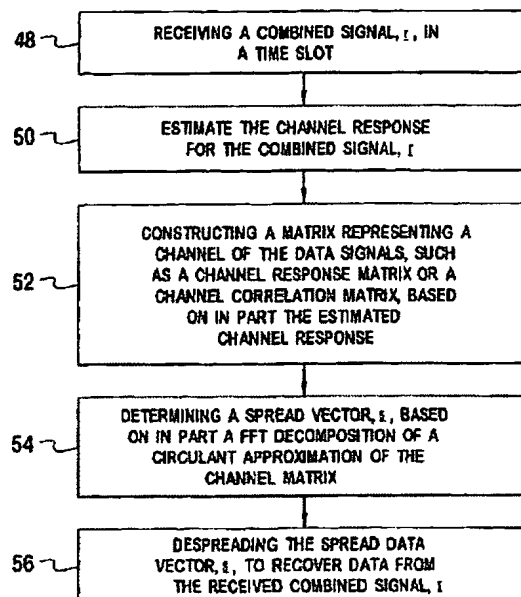 48
RECEIVING A COMBINED SIGNAL, r, IN
A TIME SLOT
50
ESTIMATE THE CHANNEL RESPONSE
FOR THE COMBINED SIGNAL, r
52
CONSTRUCTING A MATRIX REPRESENTING A
CHANNEL OF THE DATA SIGNALS, SUCH
AS A CHANNEL RESPONSE MATRIX OR A
CHANNEL CORRELATION MATRIX, BASED
ON IN PART THE ESTIMATED
CHANNEL RESPONSE
54
DETERMINING A SPREAD VECTOR, s, BASED
ON IN PART A FFT DECOMPOSITION OF A
CIRCULANT APPROXIMATION OF THE
CHANNEL MATRIX
56
DESPREADING THE SPREAD DATA
VECTOR, s, TO RECOVER DATA FROM
THE RECEIVED COMBINED SIGNAL, r